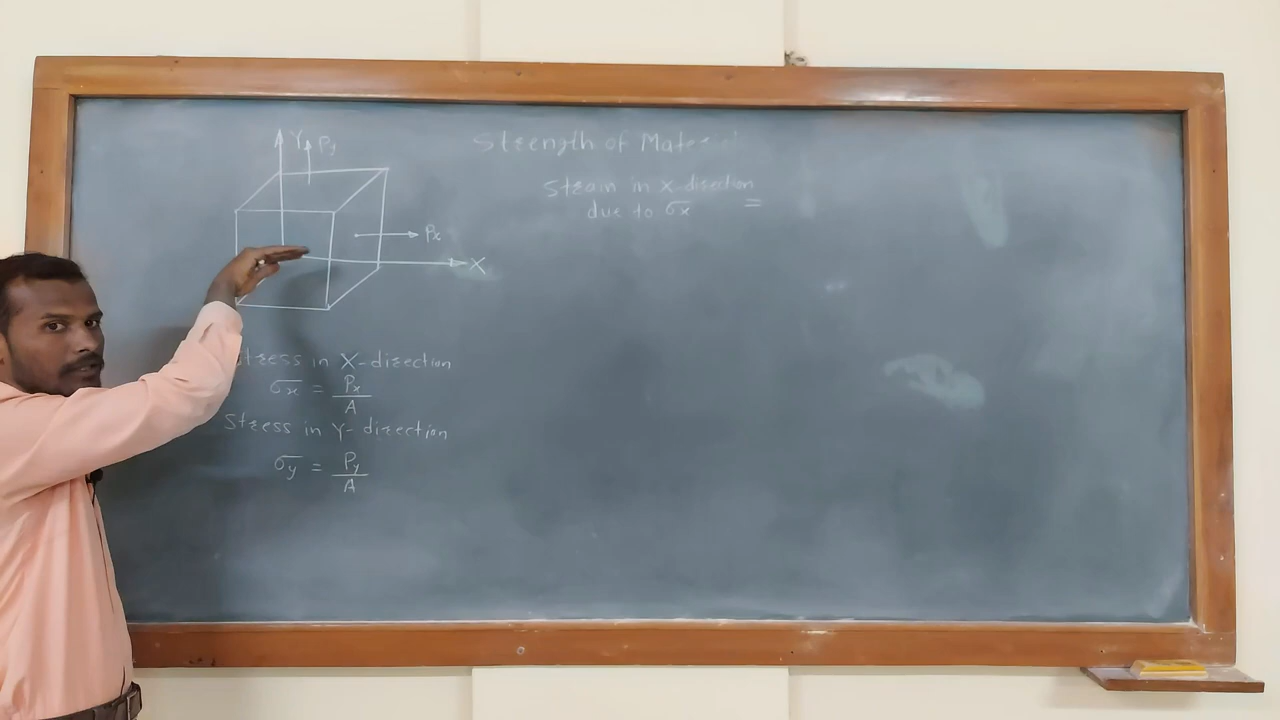 Strength of Materials
Y
Py
Strain in x-direction
due to σx =
Px
X
Stress in X-direction
σx = Px/A
Stress in Y-direction
σy = Py/A